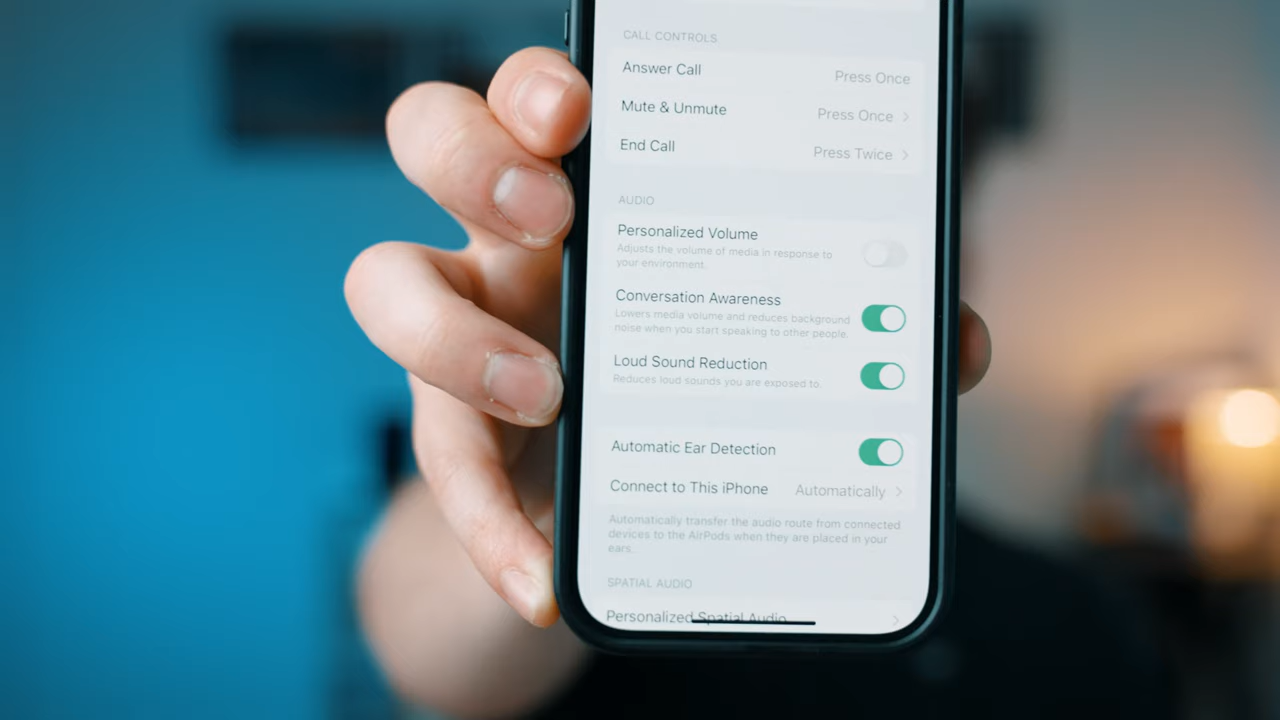 CALL CONTROLS
Answer Call Press Once
Mute & Unmute Press Once
End Call Press Twice
AUDIO
Personalized Volume
Adjusts the volume of media in response to
your environment.
Conversation Awareness
Lowers media volume and reduces background
noise when you start speaking to other people.
Loud Sound Reduction
Reduces loud sounds you are exposed to.
Automatic Ear Detection
Connect to This iPhone Automatically
Automatically transfer the audio route from connected
devices to the AirPods when they are placed in your
ears.
SPATIAL AUDIO
Personalized Spatial Audio